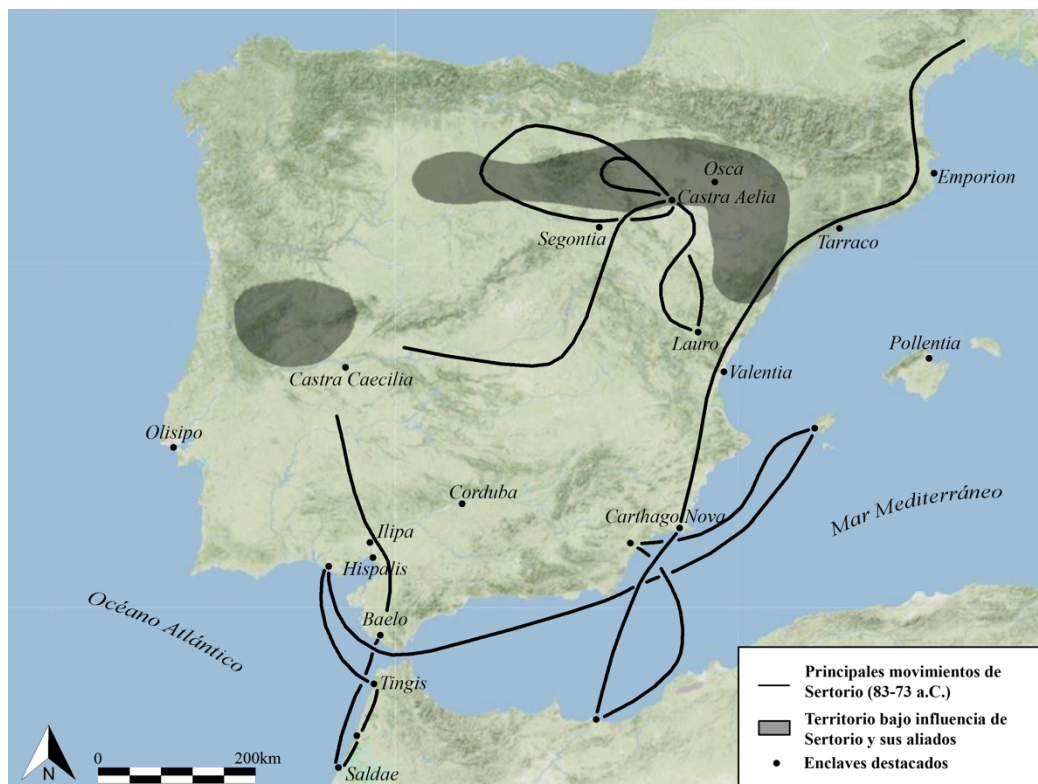 Osca
Castra Aelia
Emporion
Segontia
Tarraco
Lauro
Pollentia
Castra Caecilia
Valentia
Olisipo
Corduba
Mar Mediterráneo
Carthago Nova
Ilipa
Hispalis
Océano Atlántico
Baelo
Tingis
Saldae
N
0
200km
Principales movimientos de
Sertorio (83-73 a.C.)
Territorio bajo influencia de
Sertorio y sus aliados
Enclaves destacados